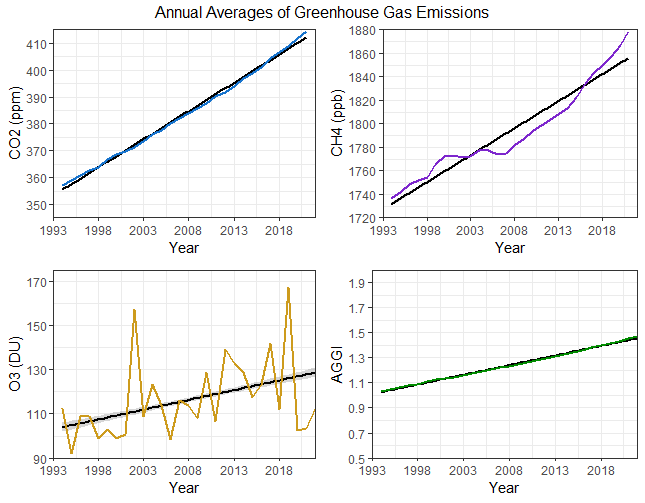 Annual Averages of Greenhouse Gas Emissions
CO2 (ppm)
410
400
390
380
370
360
350
1993 1998 2003 2008 2013 2018
Year
CH4 (ppb)
1880
1860
1840
1820
1800
1780
1760
1740
1720
1993 1998 2003 2008 2013 2018
Year
O3 (DU)
170
150
130
110
90
1993 1998 2003 2008 2013 2018
Year
AGGI
1.9
1.7
1.5
1.3
1.1
0.9
0.7
0.5
1993 1998 2003 2008 2013 2018
Year